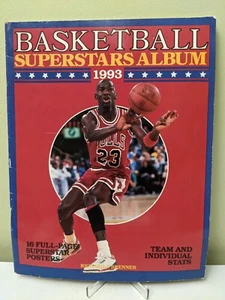 BASKETBALL
SUPERSTARS ALBUM
1993
BULLS
23
16 FULL-PAGE
SUPERSTAR
POSTERS
TEAM AND
INDIVIDUAL
STATS